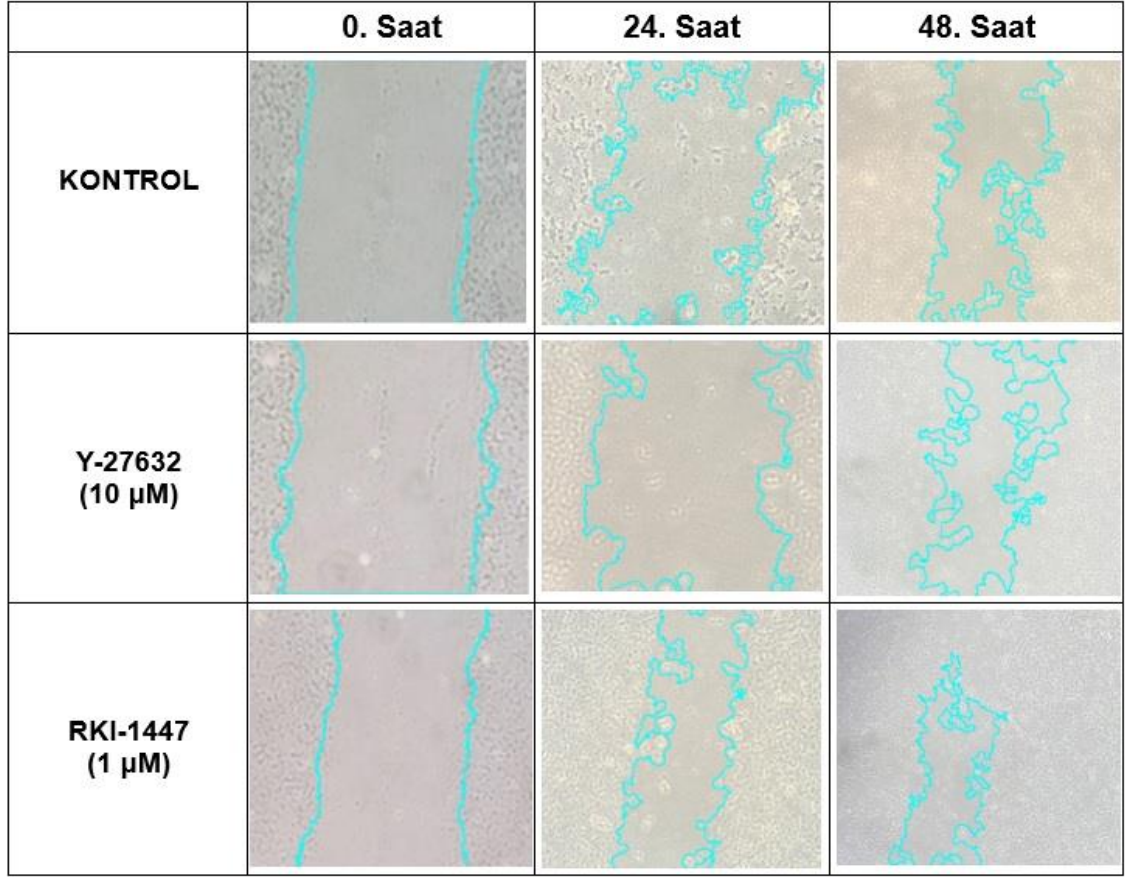 0. Saat
24. Saat
48. Saat
KONTROL
Y-27632
(10 µM)
RKI-1447
(1 µM)